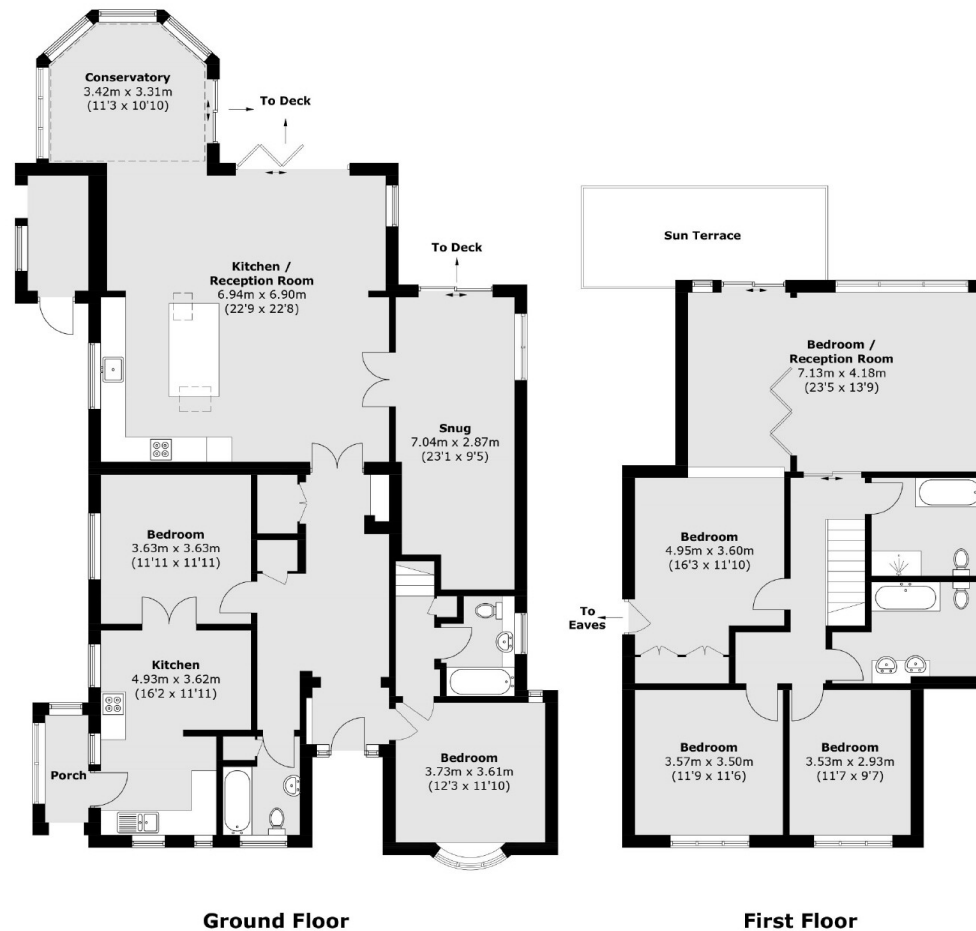 Conservatory
3.42m x 3.31m
(11'3 x 10'10)
To Deck
Kitchen /
Reception Room
6.94m x 6.90m
(22'9 x 22'8)
To Deck
Snug
7.04m x 2.87m
(23'1 x 9'5)
Bedroom
3.63m x 3.63m
(11'11 x 11'11)
Kitchen
4.93m x 3.62m
(16'2 x 11'11)
Porch
Bedroom
3.73m x 3.61m
(12'3 x 11'10)
Ground Floor
Sun Terrace
Bedroom /
Reception Room
7.13m x 4.18m
(23'5 x 13'9)
Bedroom
4.95m x 3.60m
(16'3 x 11'10)
To
Eaves
Bedroom
3.57m x 3.50m
(11'9 x 11'6)
Bedroom
3.53m x 2.93m
(11'7 x 9'7)
First Floor